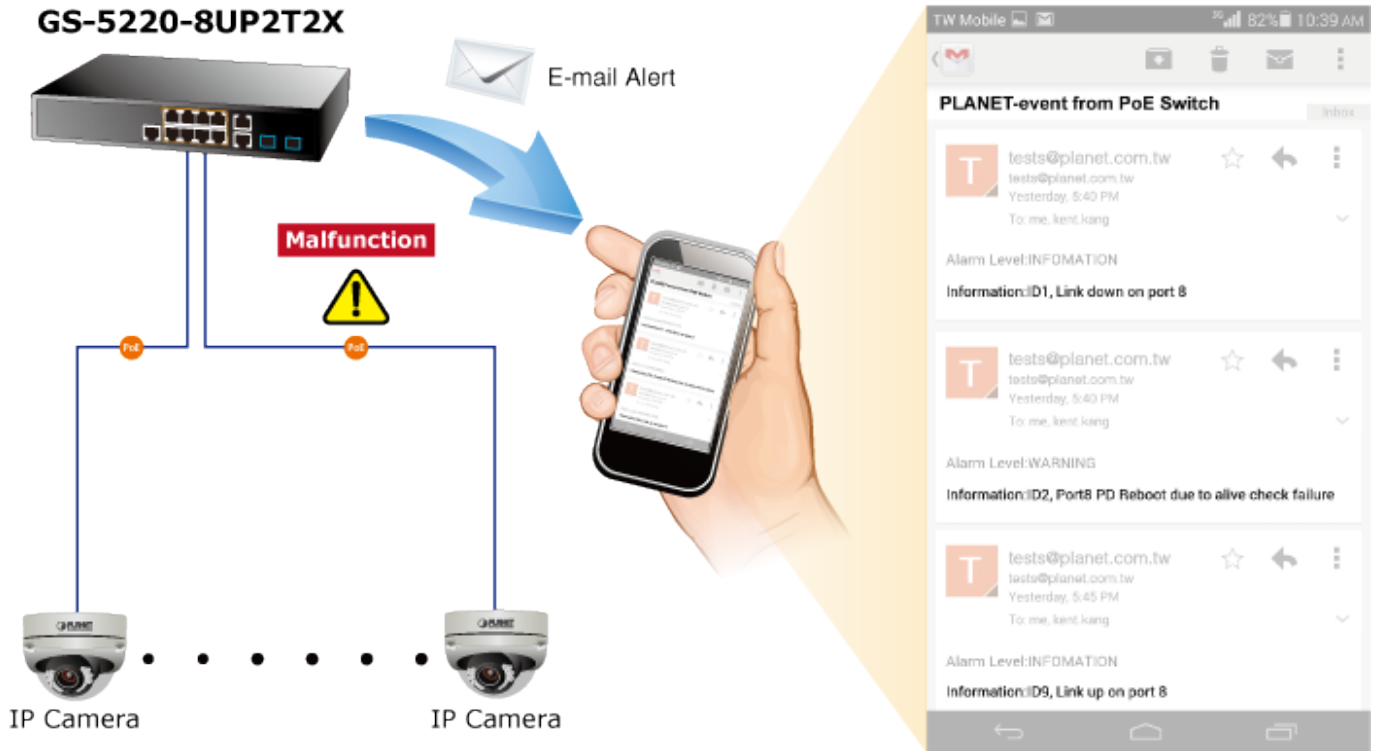 GS-5220-8UP2T2X
E-mail Alert
Malfunction
PoE
PoE
PLANET
PLANET
IP Camera
IP Camera
TW Mobile
3G
82%
10:39 AM
PLANET-event from PoE Switch
Inbox
T
tests@planet.com.tw
tests@planet.com.tw
Yesterday, 5:40 PM
To: me, kent.kang
Alarm Level:INFOMATION
Information:ID1, Link down on port 8
T
tests@planet.com.tw
tests@planet.com.tw
Yesterday, 5:40 PM
To: me, kent.kang
Alarm Level:WARNING
Information:ID2, Port8 PD Reboot due to alive check failure
T
tests@planet.com.tw
tests@planet.com.tw
Yesterday, 5:45 PM
To: me, kent.kang
Alarm Level:INFOMATION
Information:ID9, Link up on port 8